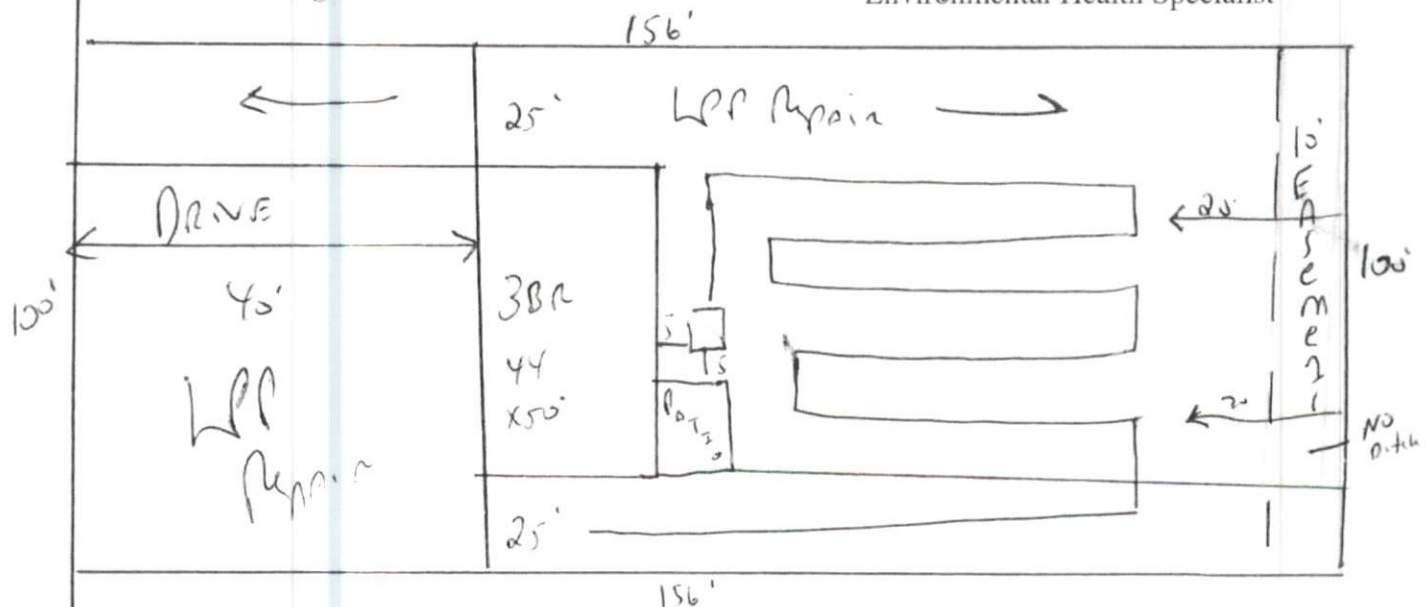 Environmental Health Specialist
156'
25' LPP Repair
10' EASement
DRIVE
20'
100'
100'
40'
3BR
44
x50'
5
5
LPP
Repair
PATIO
20
NO
Ditch
25'
156'